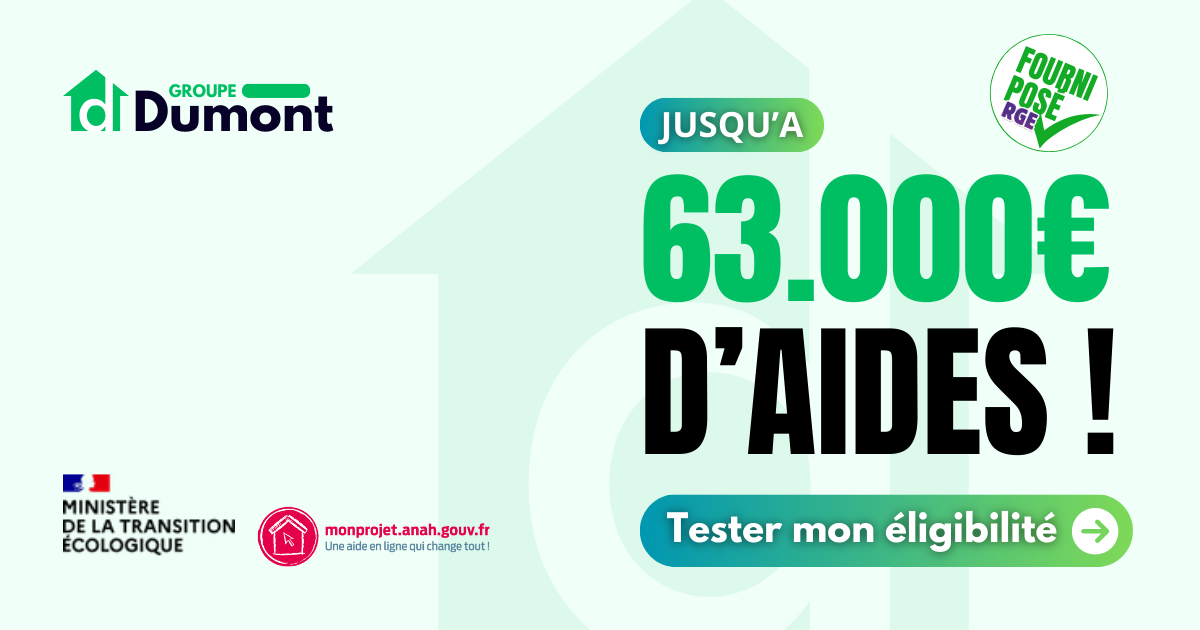 GROUPE
Dumont
FOURNI
POSÉ
RGE
JUSQU’A
63.000€
D’AIDES !
Tester mon éligibilité
MINISTÈRE
DE LA TRANSITION
ÉCOLOGIQUE
monprojet.anah.gouv.fr
Une aide en ligne qui change tout !